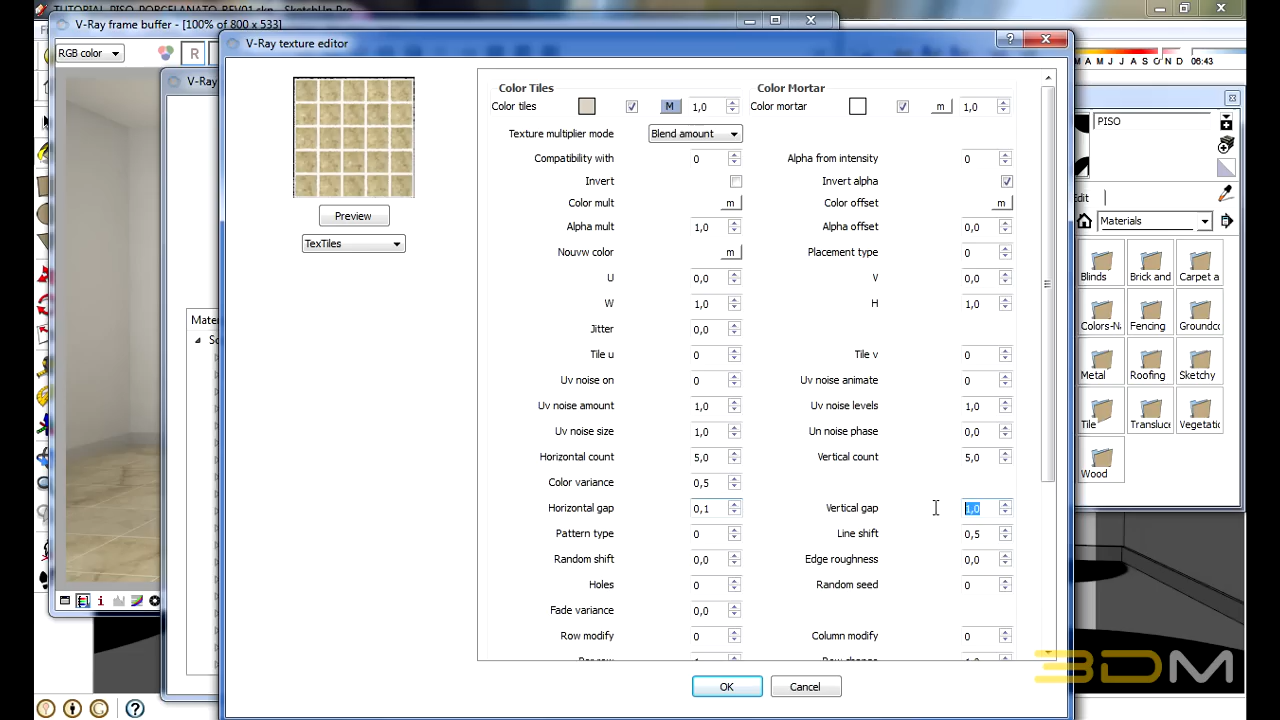 TUTORIAL_PISO_PORCELANATO_REV01.skp - SketchUp Pro
V-Ray frame buffer - [100% of 800 x 533]
RGB color
R
V-Ray
V-Ray texture editor
Color Tiles
Color Mortar
Color tiles M 1,0
Color mortar m 1,0
Texture multiplier mode Blend amount
Compatibility with 0
Alpha from intensity 0
Invert
Invert alpha
Color mult m
Color offset m
Alpha mult 1,0
Alpha offset 0,0
Nouvw color m
Placement type 0
U 0,0
V 0,0
W 1,0
H 1,0
Jitter 0,0
Tile u 0
Tile v 0
Uv noise on 0
Uv noise animate 0
Uv noise amount 1,0
Uv noise levels 1,0
Uv noise size 1,0
Un noise phase 0,0
Horizontal count 5,0
Vertical count 5,0
Color variance 0,5
Horizontal gap 0,1
Vertical gap 1,0
Pattern type 0
Line shift 0,5
Random shift 0,0
Edge roughness 0,0
Holes 0
Random seed 0
Fade variance 0,0
Row modify 0
Column modify 0
Preview
TexTiles
OK
Cancel
Mater
J F M A M J J A S O N D 06:43
PISO
Edit
Materials
Blinds
Brick and
Carpet a
Colors-N
Fencing
Groundc
Metal
Roofing
Sketchy
Tile
Transluc
Vegetati
Wood
3DM